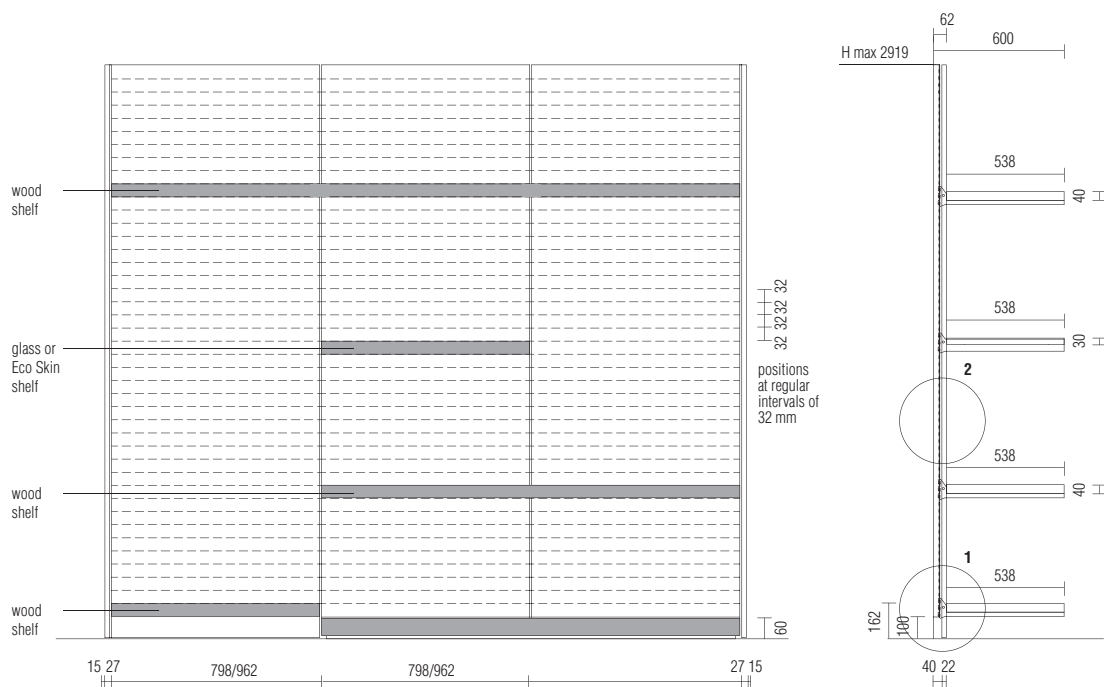 62
600
H max 2919
538
40
wood
shelf
32
32
32
32
538
30
glass or
Eco Skin
shelf
positions
at regular
intervals of
32 mm
2
538
40
wood
shelf
1
538
wood
shelf
60
162
100
15 27
798/962
798/962
27 15
40 22